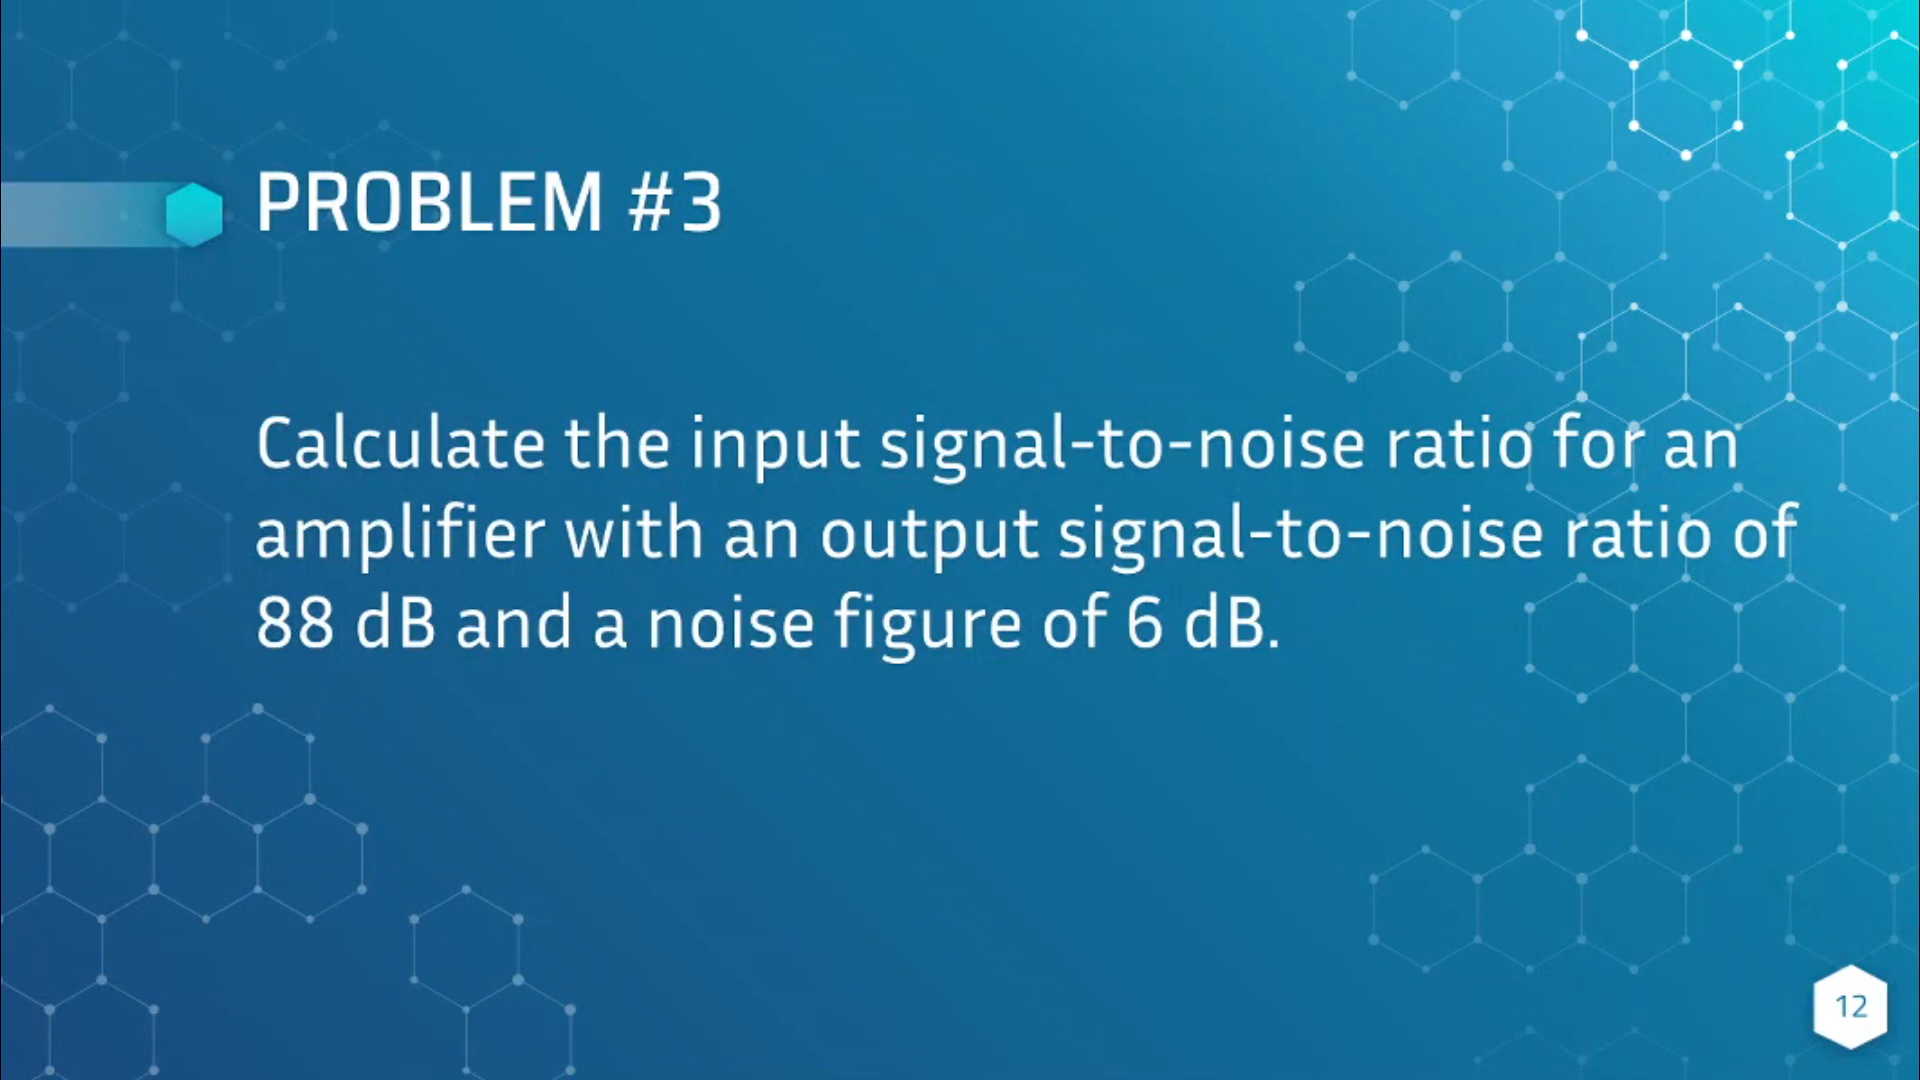 PROBLEM #3
Calculate the input signal-to-noise ratio for an
amplifier with an output signal-to-noise ratio of
88 dB and a noise figure of 6 dB.
12